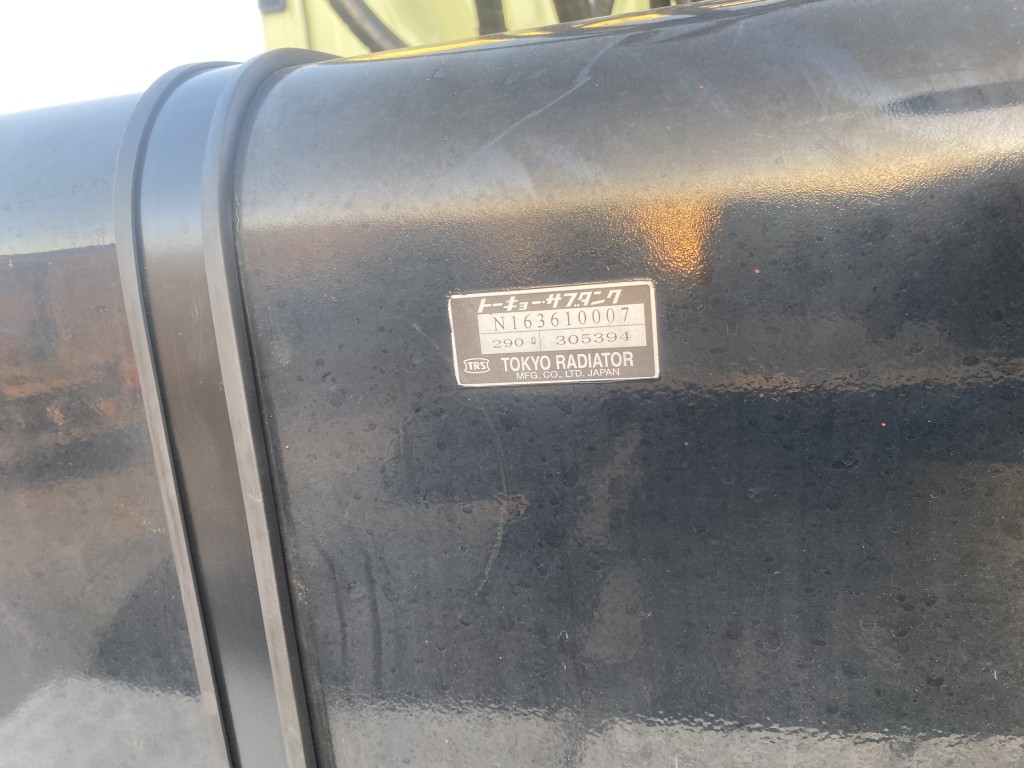 トーキョー・サブタンク
N163610007
290ℓ 305394
TRS TOKYO RADIATOR
MFG. CO., LTD. JAPAN